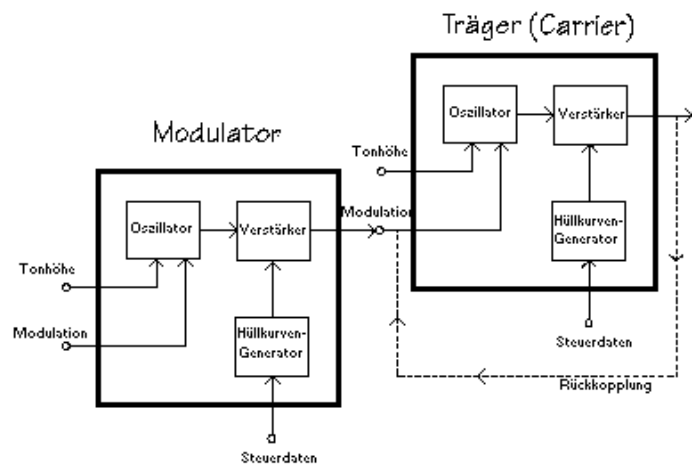 Träger (Carrier)
Modulator
Oszillator
Verstärker
Tonhöhe
Modulation
Hüllkurven-
Generator
Steuerdaten
Rückkopplung
Oszillator
Verstärker
Tonhöhe
Modulation
Hüllkurven-
Generator
Steuerdaten